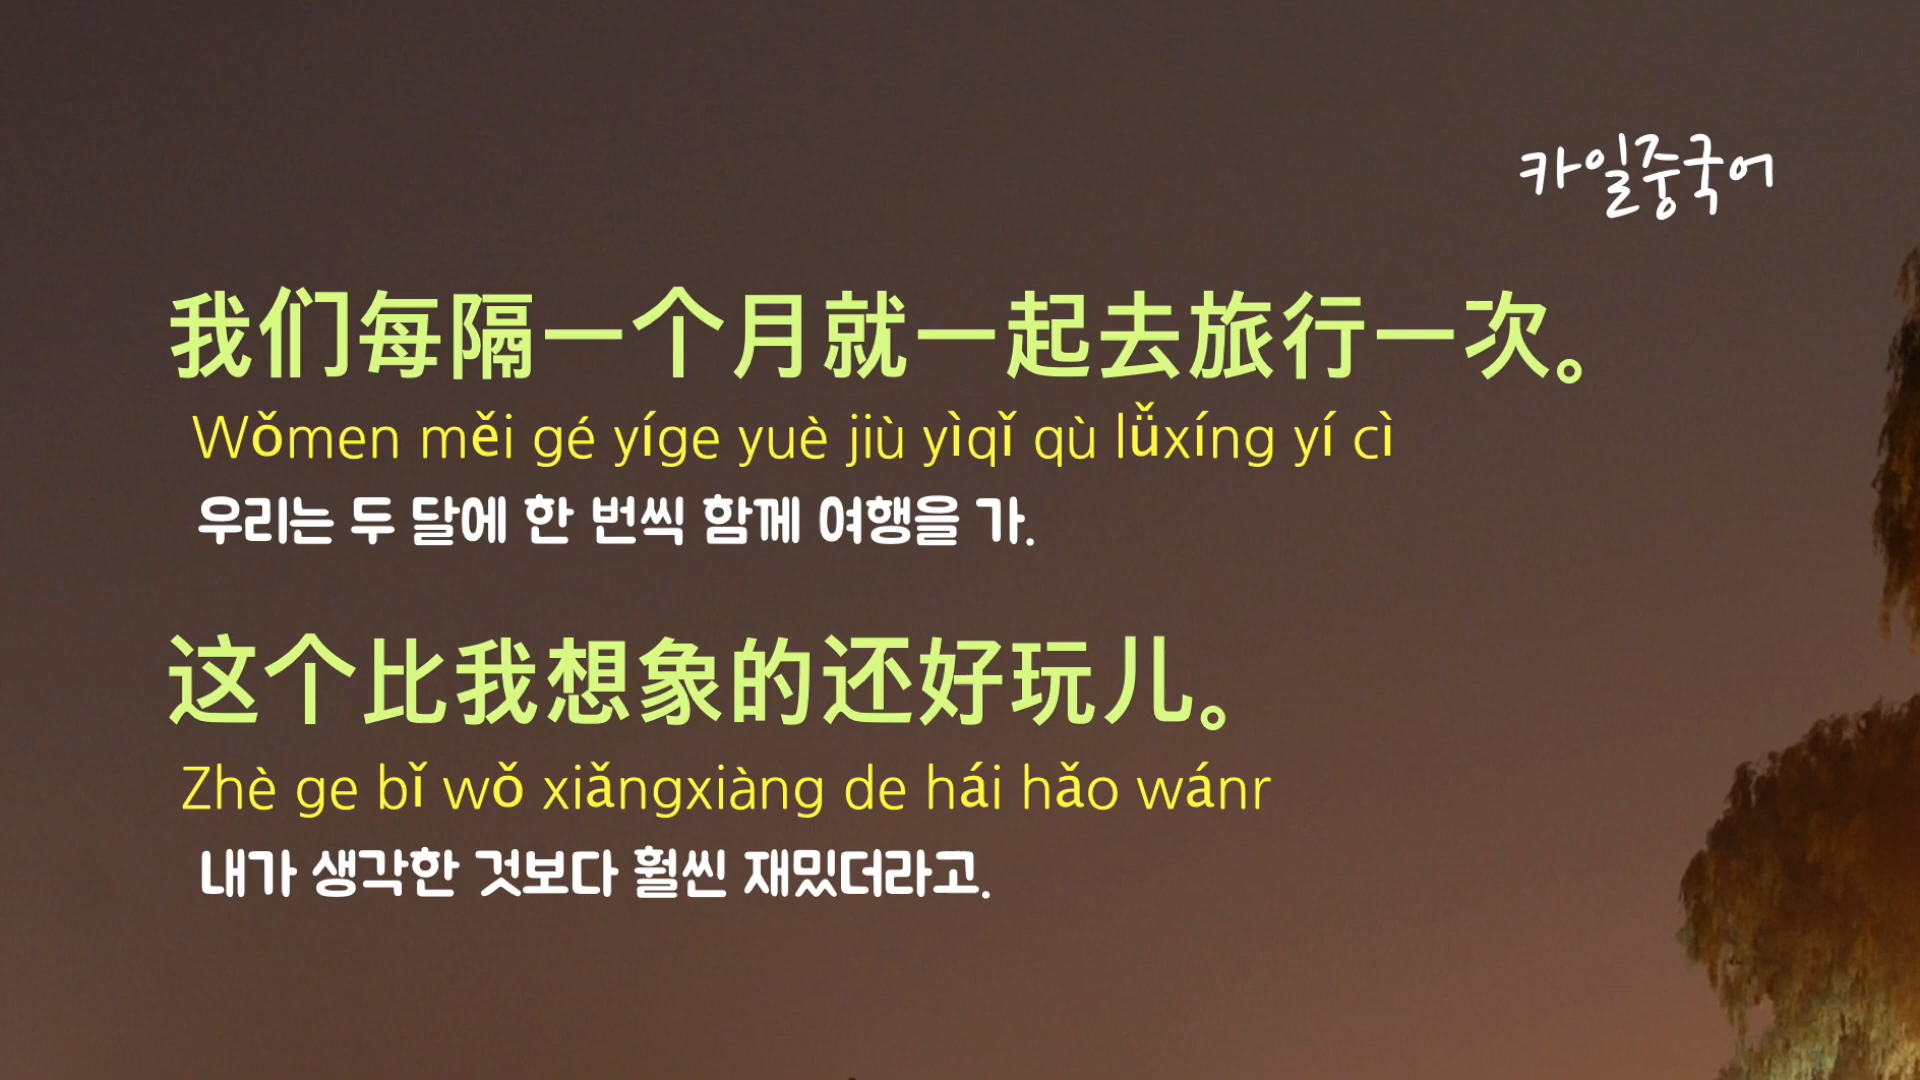 카일중국어
我们每隔一个月就一起去旅行一次。
Wǒmen měi gé yíge yuè jiù yìqǐ qù lǚxíng yí cì
우리는 두 달에 한 번씩 함께 여행을 가.
这个比我想象的还好玩儿。
Zhè ge bǐ wǒ xiǎngxiàng de hái hǎo wánr
내가 생각한 것보다 훨씬 재밌더라고.